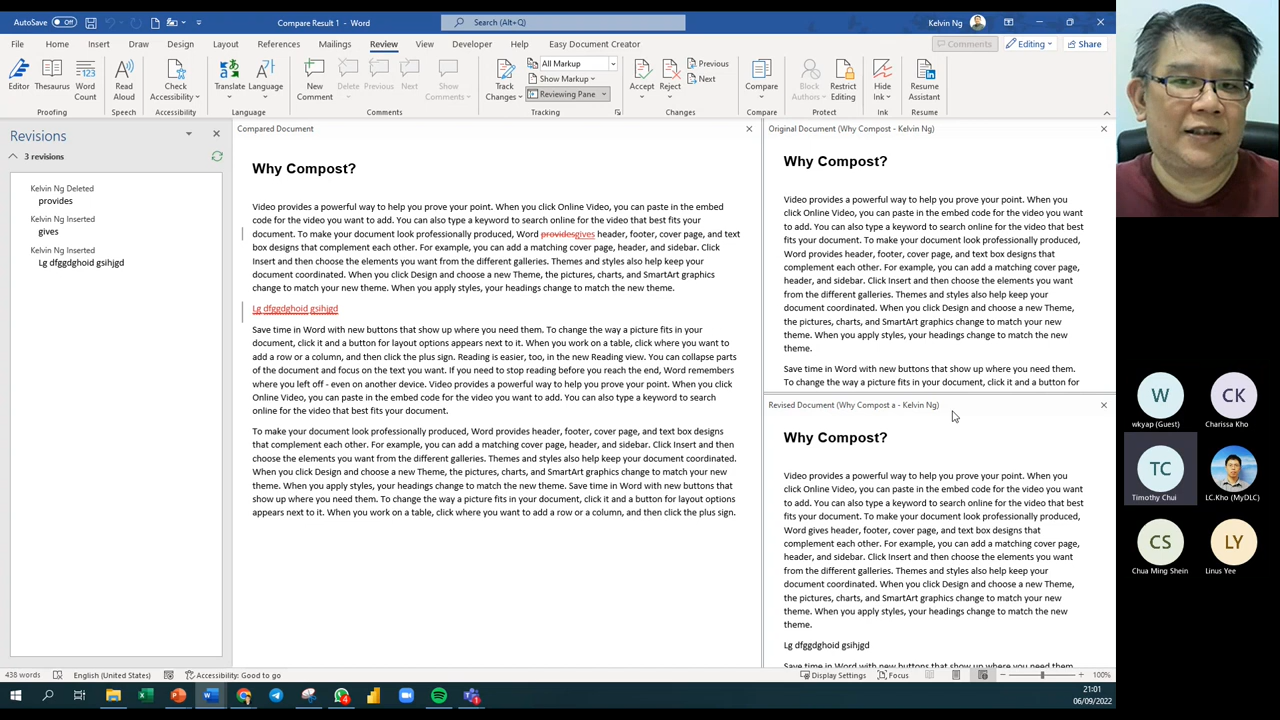 AutoSave Off
Compare Result 1 - Word
Search (Alt+Q)
Kelvin Ng
File Home Insert Draw Design Layout References Mailings Review View Developer Help Easy Document Creator
Comments Editing Share
Editor
Thesaurus
Word Count
Proofing
Read Aloud
Speech
Check Accessibility
Accessibility
Translate
Language
Language
New Comment
Delete
Previous
Next
Show Comments
Comments
Track Changes
All Markup
Show Markup
Reviewing Pane
Tracking
Accept
Reject
Previous
Next
Changes
Compare
Compare
Block Authors
Restrict Editing
Protect
Hide Ink
Ink
Resume Assistant
Resume
Revisions
3 revisions
Kelvin Ng Deleted
provides
Kelvin Ng Inserted
gives
Kelvin Ng Inserted
Lg dfggdghoid gsihjgd
Compared Document
Why Compost?
Video provides a powerful way to help you prove your point. When you click Online Video, you can paste in the embed
code for the video you want to add. You can also type a keyword to search online for the video that best fits your
document. To make your document look professionally produced, Word providesgives header, footer, cover page, and text
box designs that complement each other. For example, you can add a matching cover page, header, and sidebar. Click
Insert and then choose the elements you want from the different galleries. Themes and styles also help keep your
document coordinated. When you click Design and choose a new Theme, the pictures, charts, and SmartArt graphics
change to match your new theme. When you apply styles, your headings change to match the new theme.
Lg dfggdghoid gsihjgd
Save time in Word with new buttons that show up where you need them. To change the way a picture fits in your
document, click it and a button for layout options appears next to it. When you work on a table, click where you want to
add a row or a column, and then click the plus sign. Reading is easier, too, in the new Reading view. You can collapse parts
of the document and focus on the text you want. If you need to stop reading before you reach the end, Word remembers
where you left off - even on another device. Video provides a powerful way to help you prove your point. When you click
Online Video, you can paste in the embed code for the video you want to add. You can also type a keyword to search
online for the video that best fits your document.
To make your document look professionally produced, Word provides header, footer, cover page, and text box designs
that complement each other. For example, you can add a matching cover page, header, and sidebar. Click Insert and then
choose the elements you want from the different galleries. Themes and styles also help keep your document coordinated.
When you click Design and choose a new Theme, the pictures, charts, and SmartArt graphics change to match your new
theme. When you apply styles, your headings change to match the new theme. Save time in Word with new buttons that
show up where you need them. To change the way a picture fits in your document, click it and a button for layout options
appears next to it. When you work on a table, click where you want to add a row or a column, and then click the plus sign.
Original Document (Why Compost - Kelvin Ng)
Why Compost?
Video provides a powerful way to help you prove your point. When you
click Online Video, you can paste in the embed code for the video you want
to add. You can also type a keyword to search online for the video that best
fits your document. To make your document look professionally produced,
Word provides header, footer, cover page, and text box designs that
complement each other. For example, you can add a matching cover page,
header, and sidebar. Click Insert and then choose the elements you want
from the different galleries. Themes and styles also help keep your
document coordinated. When you click Design and choose a new Theme,
the pictures, charts, and SmartArt graphics change to match your new
theme. When you apply styles, your headings change to match the new
theme.
Save time in Word with new buttons that show up where you need them.
To change the way a picture fits in your document, click it and a button for
Revised Document (Why Compost a - Kelvin Ng)
Why Compost?
Video provides a powerful way to help you prove your point. When you
click Online Video, you can paste in the embed code for the video you want
to add. You can also type a keyword to search online for the video that best
fits your document. To make your document look professionally produced,
Word gives header, footer, cover page, and text box designs that
complement each other. For example, you can add a matching cover page,
header, and sidebar. Click Insert and then choose the elements you want
from the different galleries. Themes and styles also help keep your
document coordinated. When you click Design and choose a new Theme,
the pictures, charts, and SmartArt graphics change to match your new
theme. When you apply styles, your headings change to match the new
theme.
Lg dfggdghoid gsihjgd
Save time in Word with new buttons that show up where you need them
W
wkyap (Guest)
CK
Charissa Kho
TC
Timothy Chui
LC.Kho (MyDLC)
CS
Chua Ming Shein
LY
Linus Yee
438 words
English (United States)
Accessibility: Good to go
Display Settings
Focus
100%
4
21:01
06/09/2022